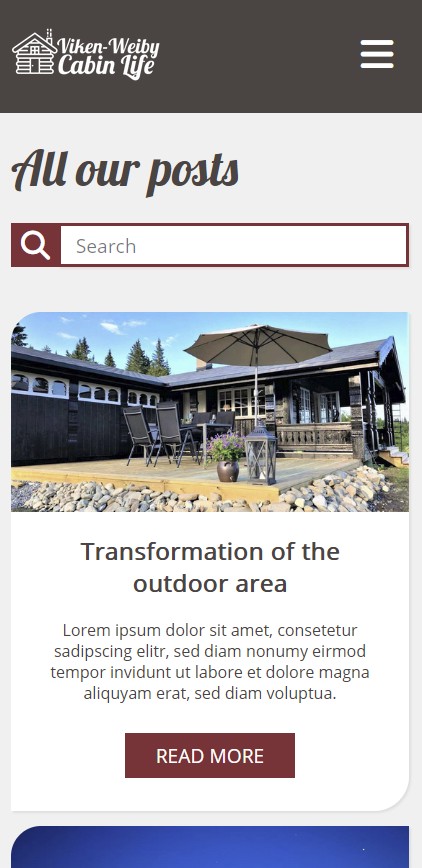 Viken-Weiby
Cabin Life
All our posts
Search
Transformation of the
outdoor area
Lorem ipsum dolor sit amet, consetetur
sadipscing elitr, sed diam nonumy eirmod
tempor invidunt ut labore et dolore magna
aliquyam erat, sed diam voluptua.
READ MORE